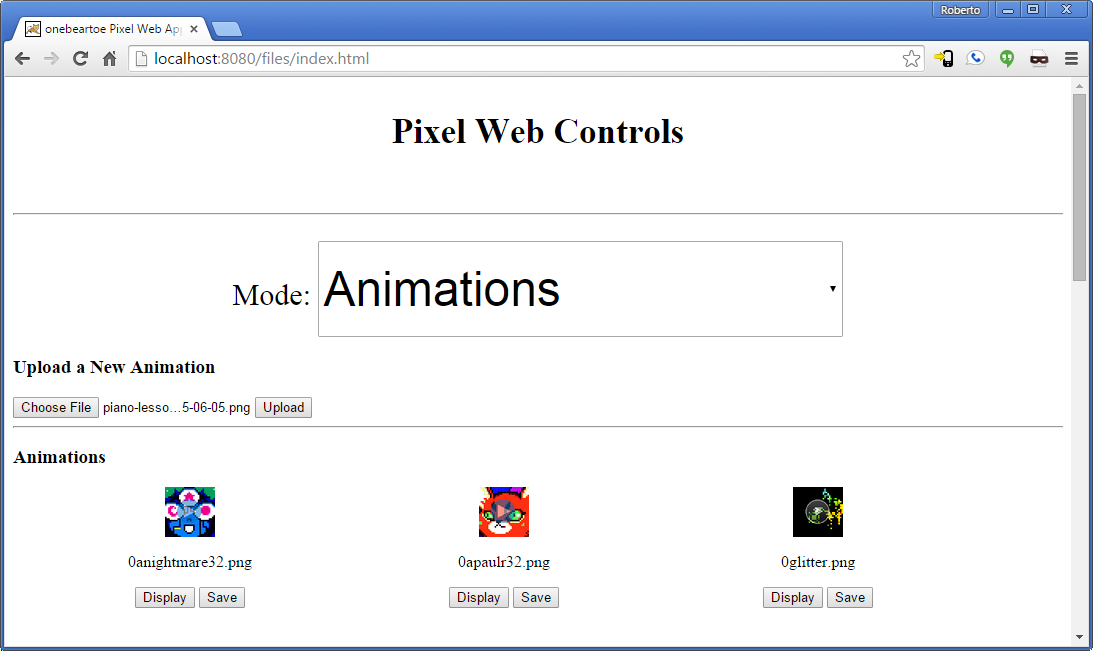 Roberto
onebeartoe Pixel Web Ap
localhost:8080/files/index.html
Pixel Web Controls
Mode: Animations
Upload a New Animation
Choose File piano-lesso...5-06-05.png Upload
Animations
0anightmare32.png 0apaulr32.png 0glitter.png
Display Save Display Save Display Save